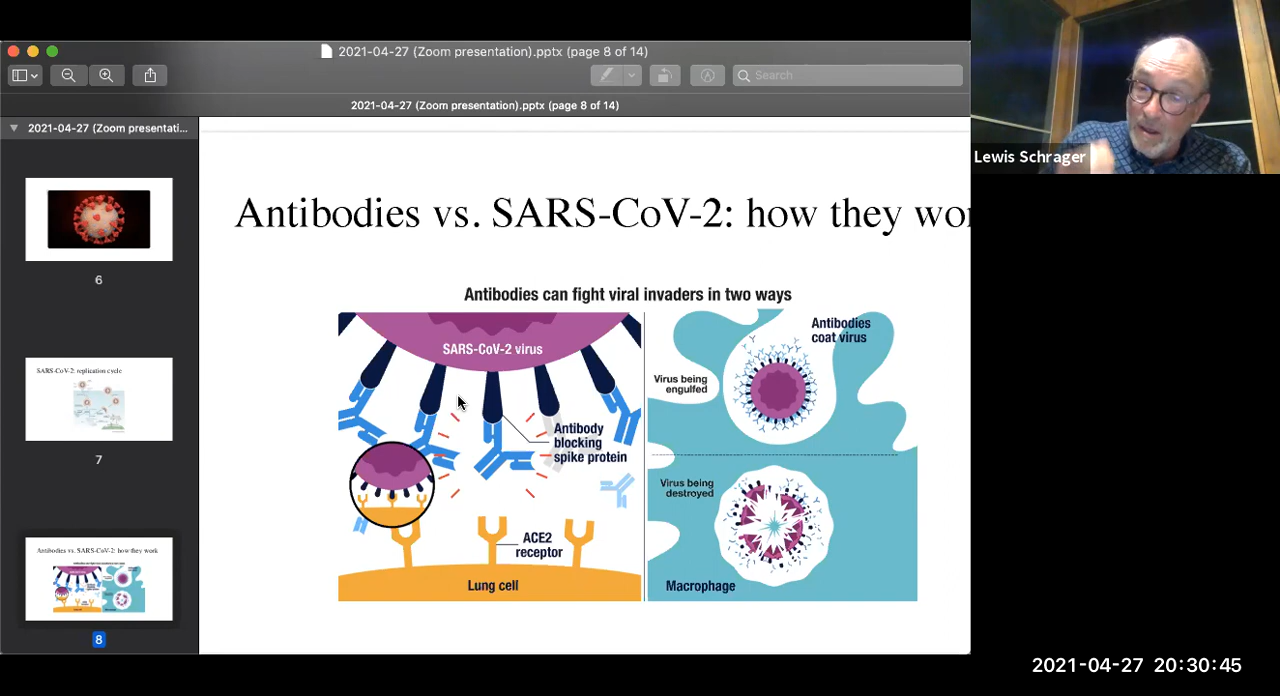 2021-04-27 (Zoom presentation).pptx (page 8 of 14)
Search
2021-04-27 (Zoom presentation).pptx (page 8 of 14)
2021-04-27 (Zoom presentati...
6
SARS-CoV-2: replication cycle
7
Antibodies vs. SARS-CoV-2: how they work
8
Antibodies vs. SARS-CoV-2: how they wo
Antibodies can fight viral invaders in two ways
SARS-CoV-2 virus
Antibody
blocking
spike protein
ACE2
receptor
Lung cell
Antibodies
coat virus
Virus being
engulfed
Virus being
destroyed
Macrophage
Lewis Schrager
2021-04-27 20:30:45